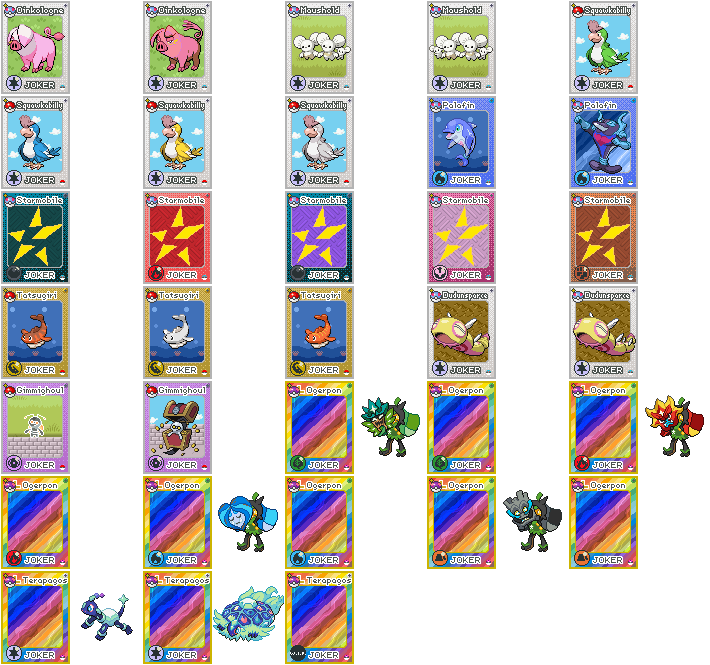 Oinkologne Oinkologne Maushold Maushold Squawkabilly
JOKER JOKER JOKER JOKER JOKER
Squawkabilly Squawkabilly Squawkabilly Palafin Palafin
JOKER JOKER JOKER JOKER JOKER
Starmobile Starmobile Starmobile Starmobile Starmobile
JOKER JOKER JOKER JOKER JOKER
Tatsugiri Tatsugiri Tatsugiri Dudunsparce Dudunsparce
JOKER JOKER JOKER JOKER JOKER
Gimmighoul Gimmighoul Ogerpon Ogerpon Ogerpon
JOKER JOKER JOKER JOKER JOKER
Ogerpon Ogerpon Ogerpon Ogerpon Ogerpon
JOKER JOKER JOKER JOKER JOKER
Terapagos Terapagos Terapagos
JOKER JOKER W.I.P. JOKER